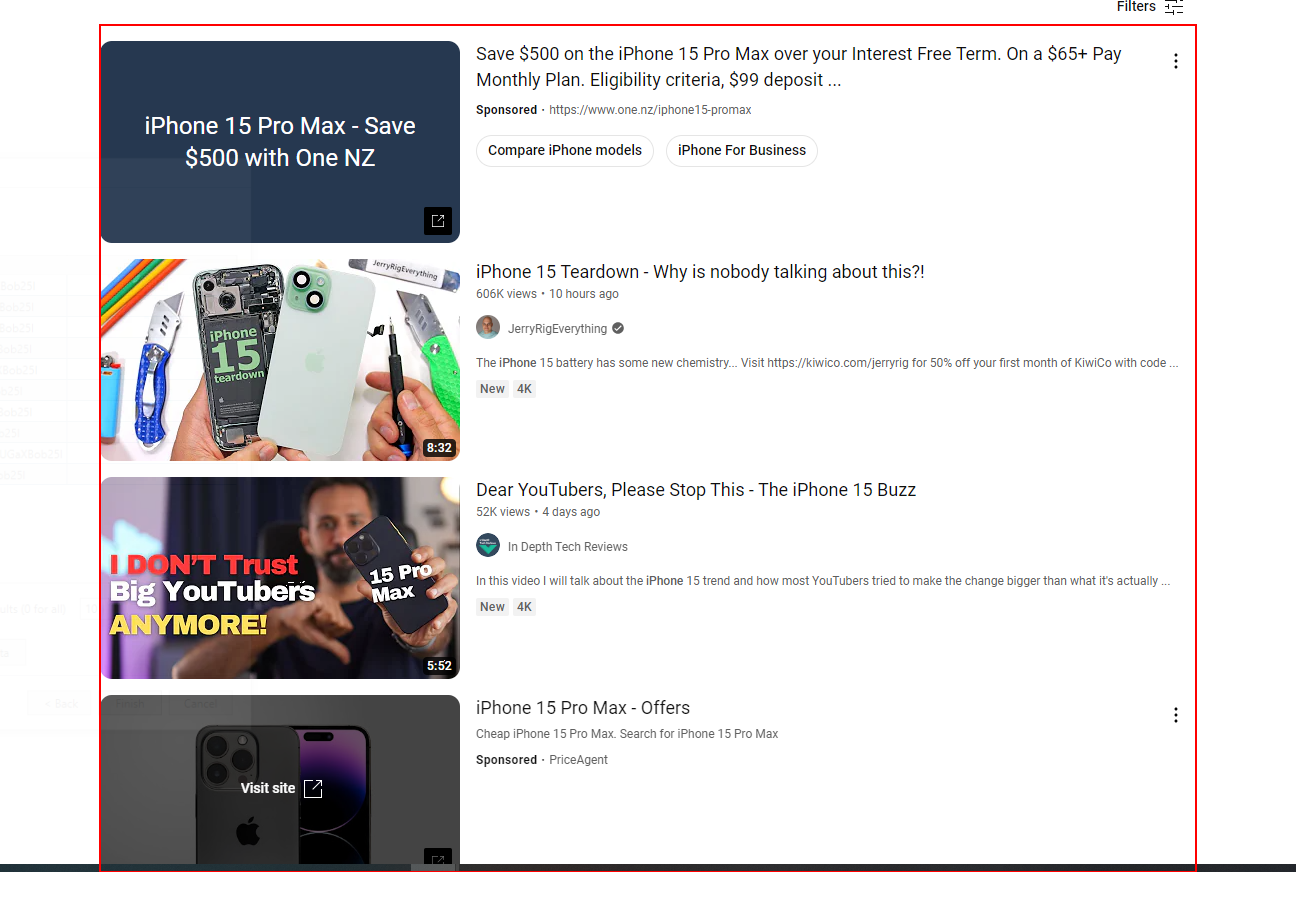 Filters
iPhone 15 Pro Max - Save
$500 with One NZ
Save $500 on the iPhone 15 Pro Max over your Interest Free Term. On a $65+ Pay
Monthly Plan. Eligibility criteria, $99 deposit ...
Sponsored · https://www.one.nz/iphone15-promax
Compare iPhone models
iPhone For Business
JerryRigEverything
iPhone
15
teardown
8:32
iPhone 15 Teardown - Why is nobody talking about this?!
606K views • 10 hours ago
JerryRigEverything
The iPhone 15 battery has some new chemistry... Visit https://kiwico.com/jerryrig for 50% off your first month of KiwiCo with code ...
New 4K
I DON'T Trust
Big YouTubers
ANYMORE!
15 Pro
Max
5:52
Dear YouTubers, Please Stop This - The iPhone 15 Buzz
52K views • 4 days ago
In Depth Tech Reviews
In this video I will talk about the iPhone 15 trend and how most YouTubers tried to make the change bigger than what it's actually ...
New 4K
< Back
Finish
Cancel
Visit site
iPhone 15 Pro Max - Offers
Cheap iPhone 15 Pro Max. Search for iPhone 15 Pro Max
Sponsored · PriceAgent